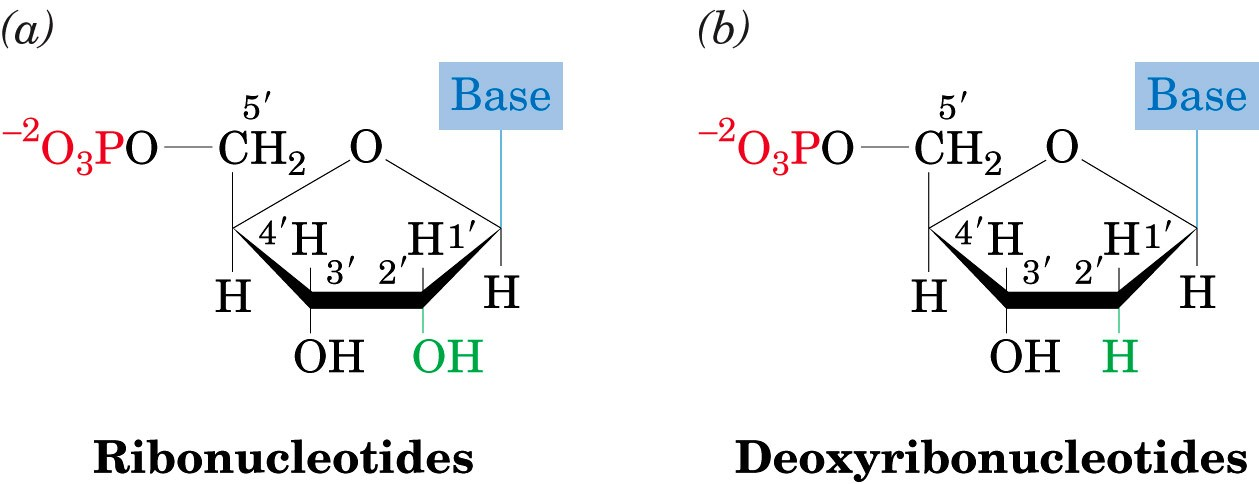 (a) (b)
Base Base
5′ 5′
⁻²O₃PO CH₂ O ⁻²O₃PO CH₂ O
4′ H H 1′ 4′ H H 1′
3′ 2′ 3′ 2′
H H H H
OH OH OH H
Ribonucleotides Deoxyribonucleotides